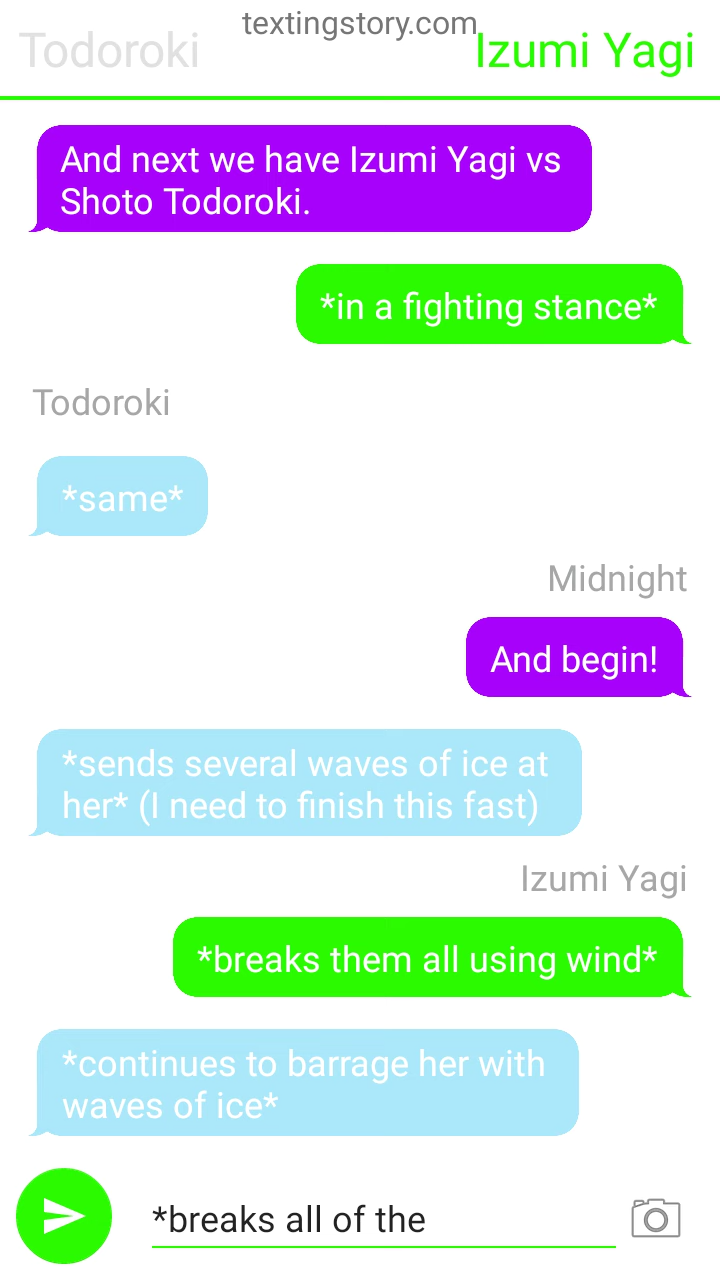 textingstory.com
Todoroki
Izumi Yagi
And next we have Izumi Yagi vs
Shoto Todoroki.
*in a fighting stance*
Todoroki
*same*
Midnight
And begin!
*sends several waves of ice at
her* (I need to finish this fast)
Izumi Yagi
*breaks them all using wind*
*continues to barrage her with
waves of ice*
*breaks all of the